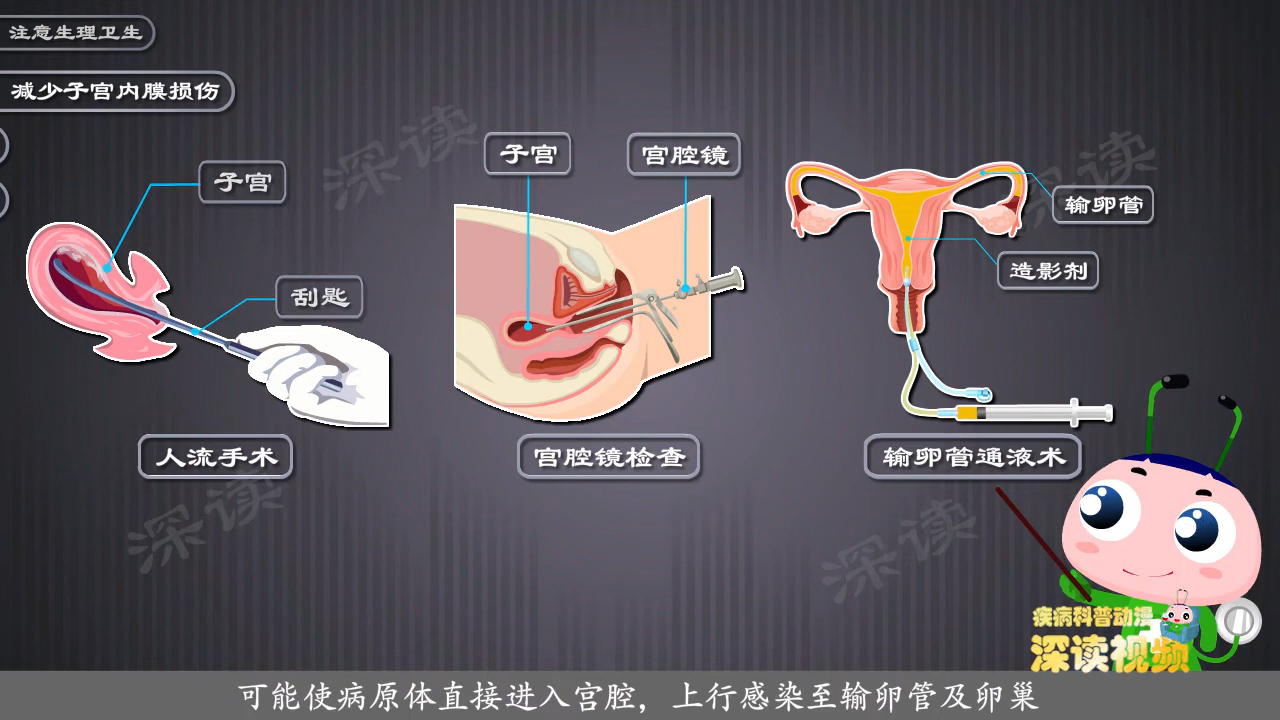 注意生理卫生
减少子宫内膜损伤
子宫
刮匙
人流手术
子宫
宫腔镜
宫腔镜检查
输卵管
造影剂
输卵管通液术
深读
深读
深读
深读
疾病科普动漫
深读视频
可能使病原体直接进入宫腔，上行感染至输卵管及卵巢